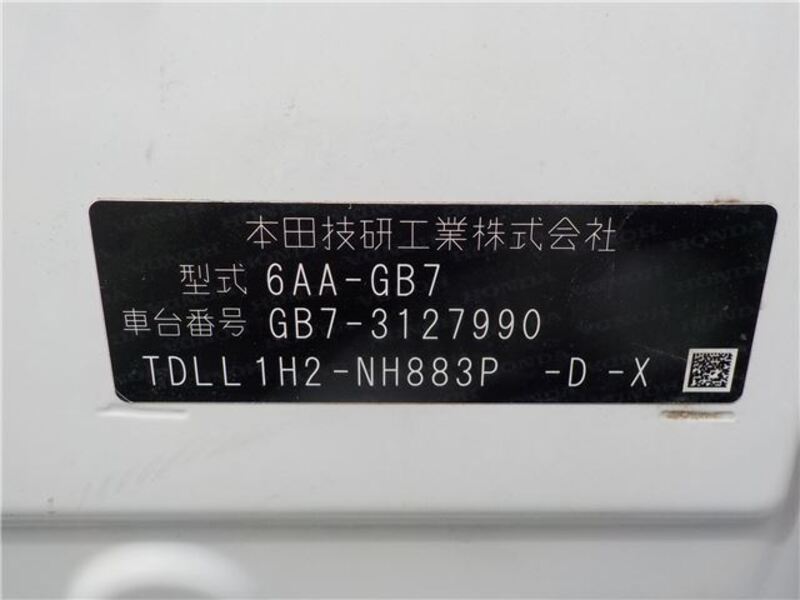 本田技研工業株式会社
型式 6AA-GB7
車台番号 GB7-3127990
TDLL1H2-NH883P -D -X